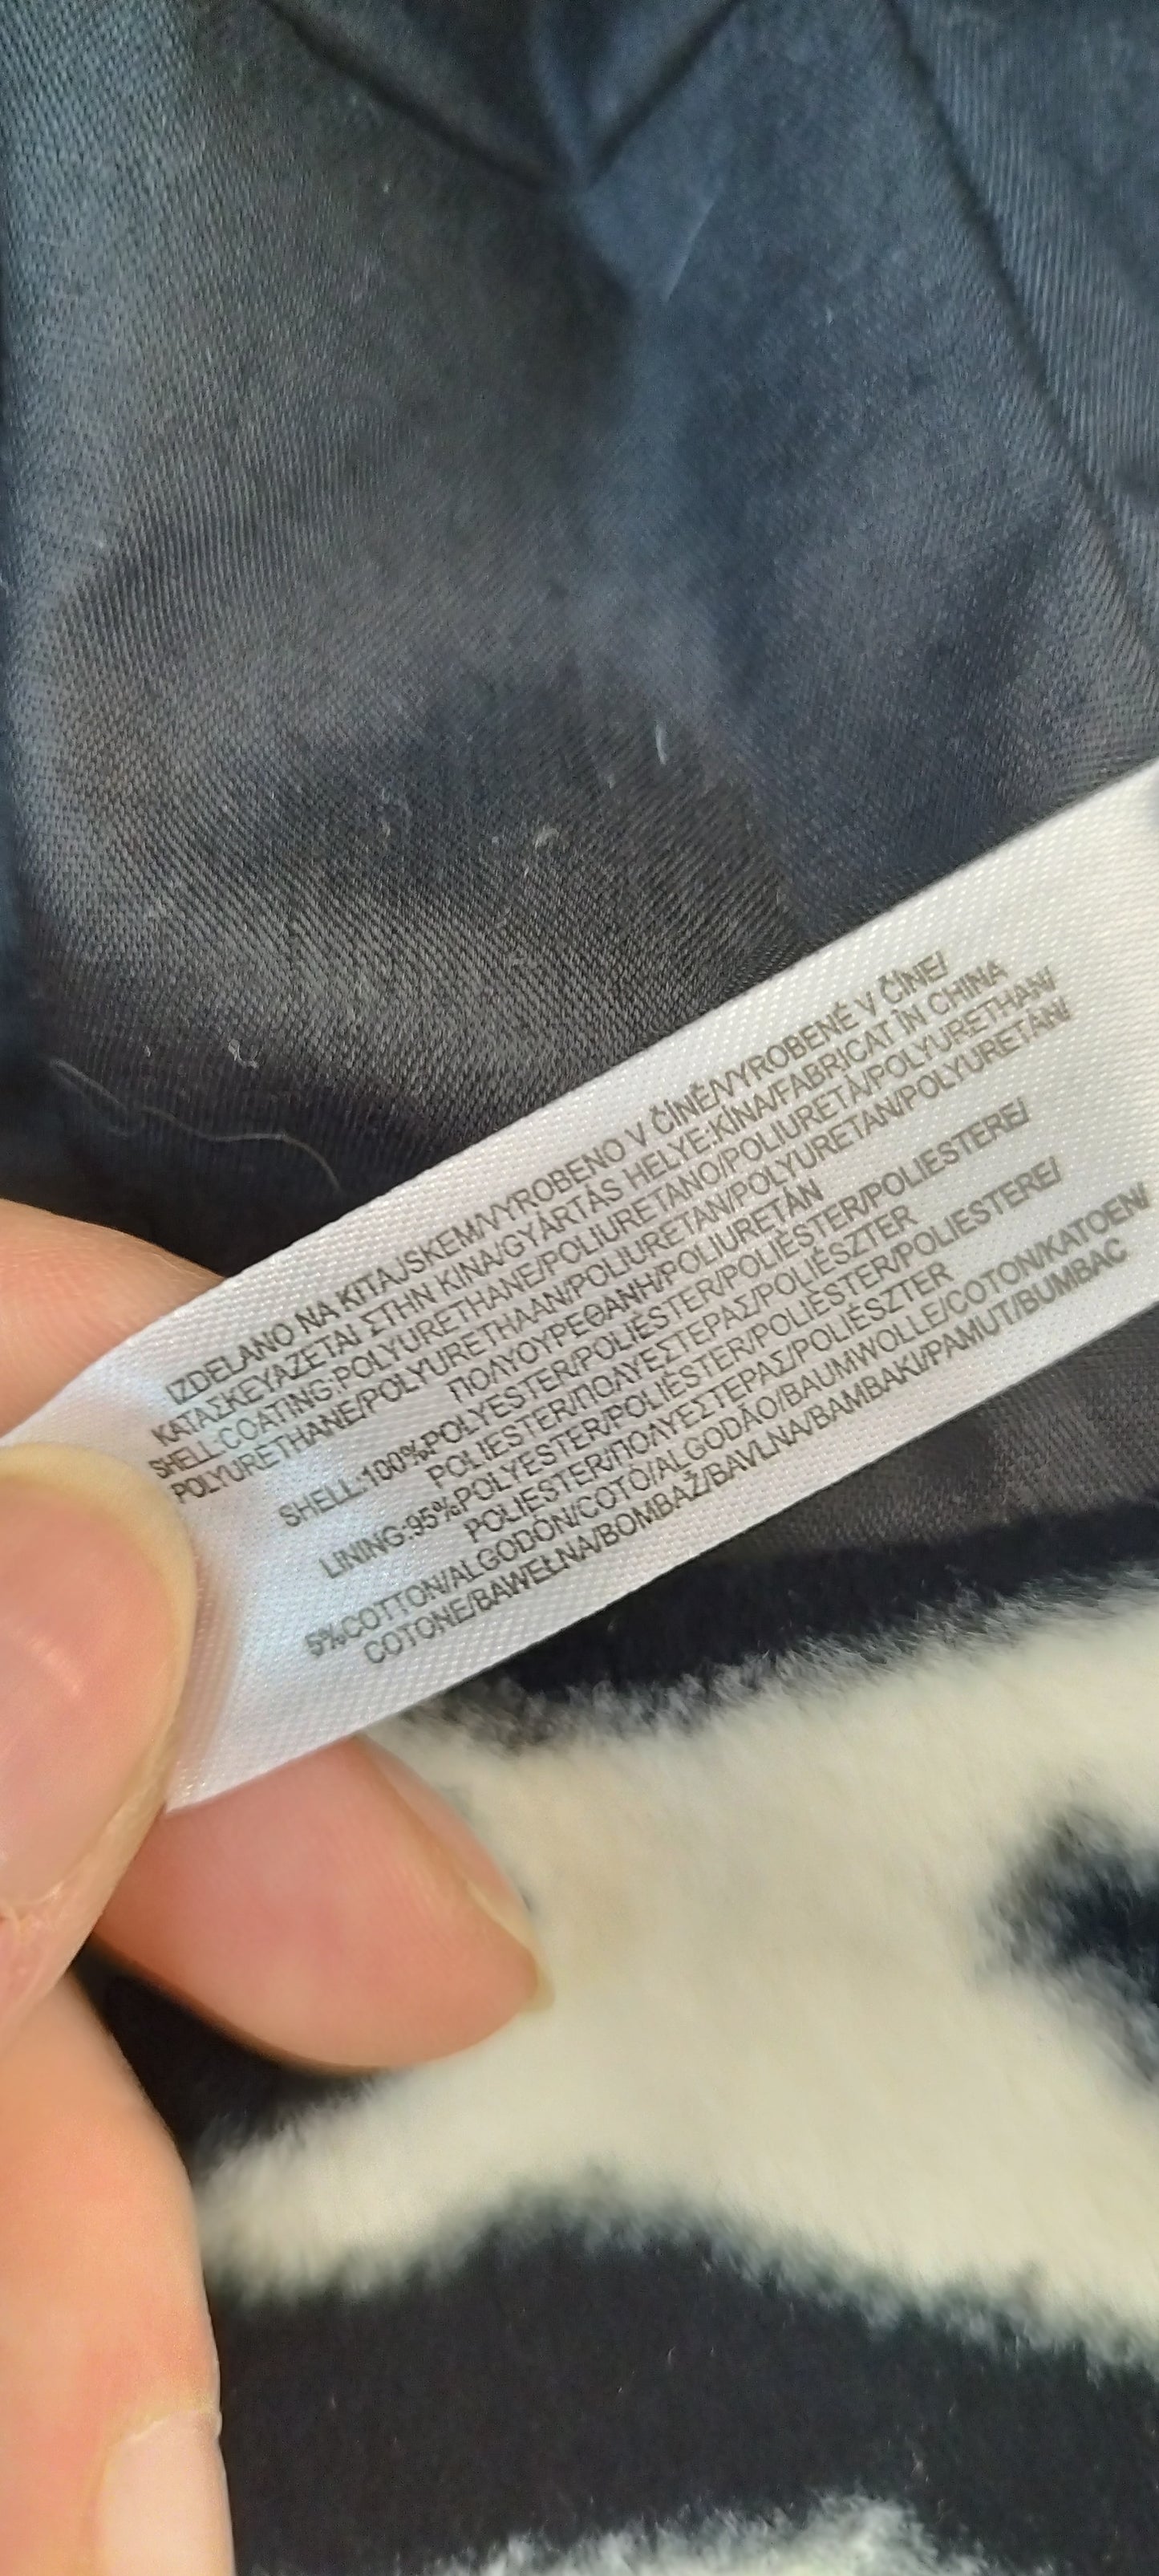 IZDELANO NA KITAJSKEM/VYROBENO V ČÍNĚ/VYROBENÉ V ČÍNE/
ΚΑΤΑΣΚΕΥΑΖΕΤΑΙ ΣΤΗΝ ΚΙΝΑ/GYÁRTÁS HELYE:KÍNA/FABRICAT ÎN CHINA
SHELL:COATING:POLYURETHANE/POLIURETANO/POLIURETÀ/POLYURETHAN/
POLYURETHANE/POLYURETHAAN/POLIURETAN/POLYURETAN/POLYURETÁN/
ΠΟΛΥΟΥΡΕΘΑΝΗ/POLIURETÁN
SHELL:100%POLYESTER/POLIÉSTER/POLIÈSTER/POLIESTERE/
POLIESTER/ΠΟΛΥΕΣΤΕΡΑΣ/POLIÉSZTER
LINING:95%POLYESTER/POLIÉSTER/POLIÈSTER/POLIESTERE/
POLIESTER/ΠΟΛΥΕΣΤΕΡΑΣ/POLIÉSZTER
5%COTTON/ALGODÓN/COTÓ/ALGODÃO/BAUMWOLLE/COTON/KATOEN/
COTONE/BAWEŁNA/BOMBAŽ/BAVLNA/BAMBAKI/PAMUT/BUMBAC